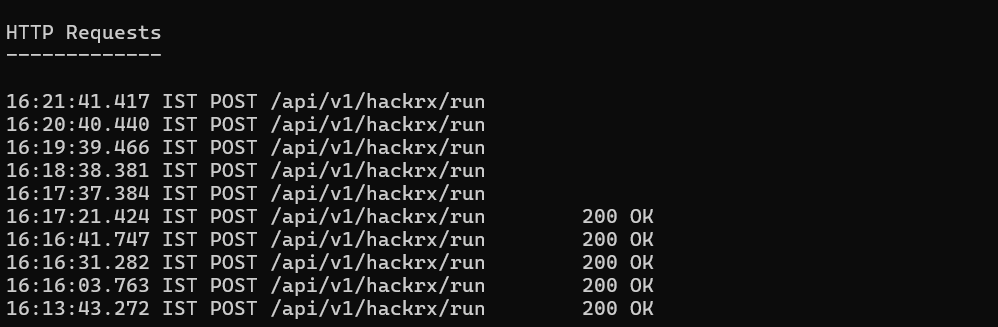 HTTP Requests
-------------
16:21:41.417 IST POST /api/v1/hackrx/run
16:20:40.440 IST POST /api/v1/hackrx/run
16:19:39.466 IST POST /api/v1/hackrx/run
16:18:38.381 IST POST /api/v1/hackrx/run
16:17:37.384 IST POST /api/v1/hackrx/run
16:17:21.424 IST POST /api/v1/hackrx/run        200 OK
16:16:41.747 IST POST /api/v1/hackrx/run        200 OK
16:16:31.282 IST POST /api/v1/hackrx/run        200 OK
16:16:03.763 IST POST /api/v1/hackrx/run        200 OK
16:13:43.272 IST POST /api/v1/hackrx/run        200 OK